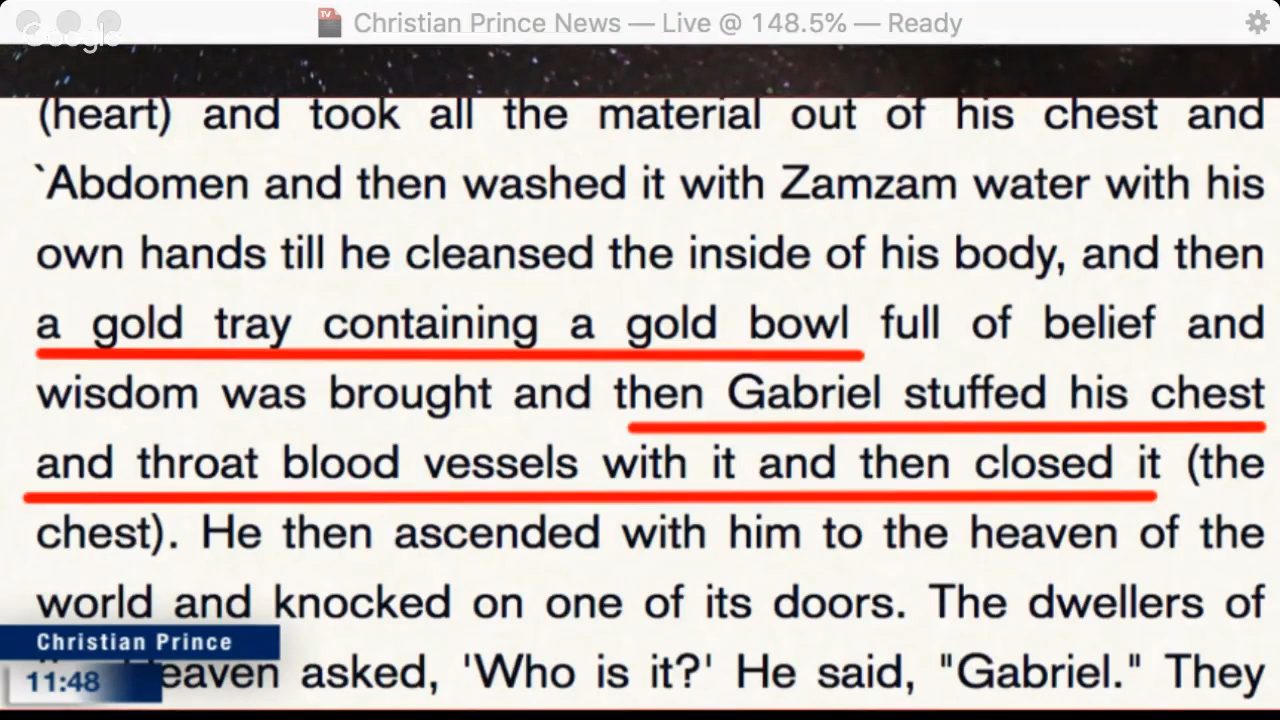 TV
Christian Prince News — Live @ 148.5% — Ready
Google
(heart) and took all the material out of his chest and
`Abdomen and then washed it with Zamzam water with his
own hands till he cleansed the inside of his body, and then
a gold tray containing a gold bowl full of belief and
wisdom was brought and then Gabriel stuffed his chest
and throat blood vessels with it and then closed it (the
chest). He then ascended with him to the heaven of the
world and knocked on one of its doors. The dwellers of
Christian Prince
eaven asked, 'Who is it?' He said, "Gabriel." They
11:48